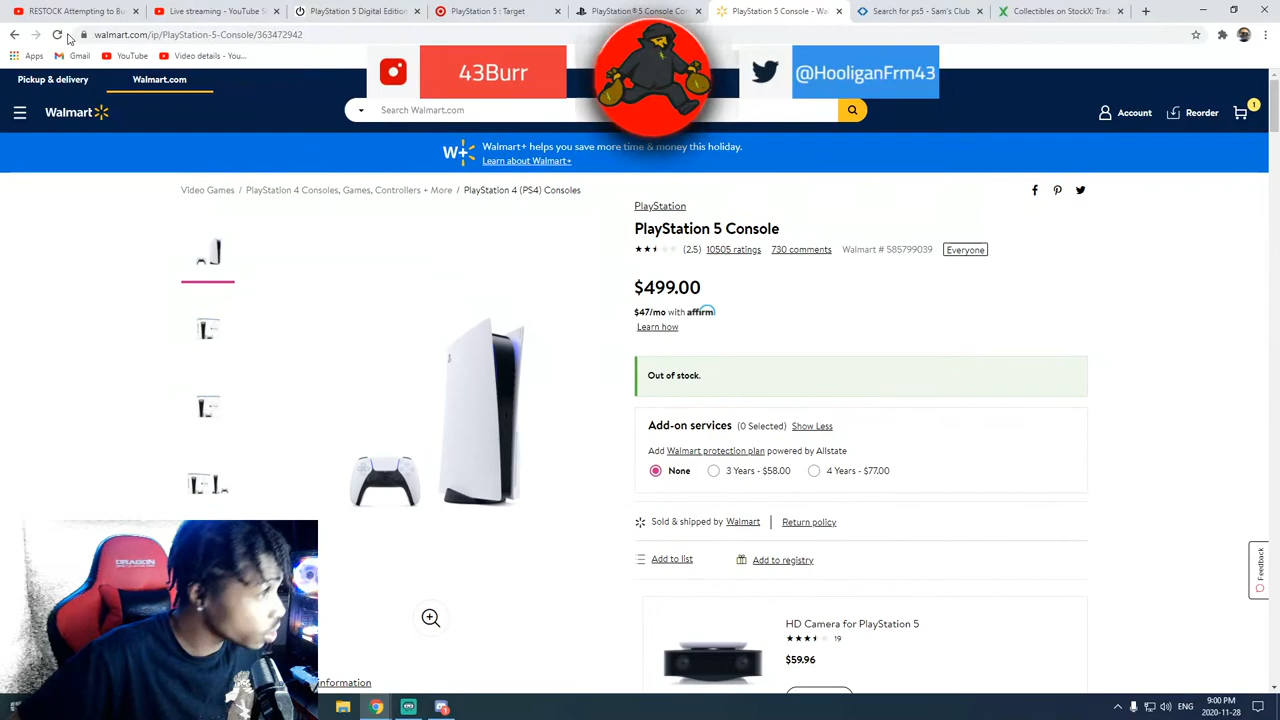 RESTOCK Attempting to Bu
Live streaming - YouTube S
PlayStation 5 Digital Edition
PlayStation 5 : Target
PlayStation®5 Console
PlayStation 5 Console - Wa
Search for ps5 - Sam's Club
Collectibles on StockX: Trad
walmart.com/ip/PlayStation-5-Console/363472942
Apps
Gmail
YouTube
Video details - You...
43Burr
@HooliganFrm43
Pickup & delivery
Walmart.com
Walmart
Search Walmart.com
Account
Reorder
1
W+
Walmart+ helps you save more time & money this holiday.
Learn about Walmart+
Video Games / PlayStation 4 Consoles, Games, Controllers + More / PlayStation 4 (PS4) Consoles
PlayStation
PlayStation 5 Console
(2.5) 10505 ratings 730 comments Walmart # 585799039 Everyone
$499.00
$47/mo with affirm
Learn how
Out of stock.
Add-on services (0 Selected) Show Less
Add Walmart protection plan powered by Allstate
None 3 Years - $58.00 4 Years - $77.00
Sold & shipped by Walmart | Return policy
Add to list Add to registry
Feedback
HD Camera for PlayStation 5
19
$59.96
information
DRAGON
ENG
9:00 PM
2020-11-28